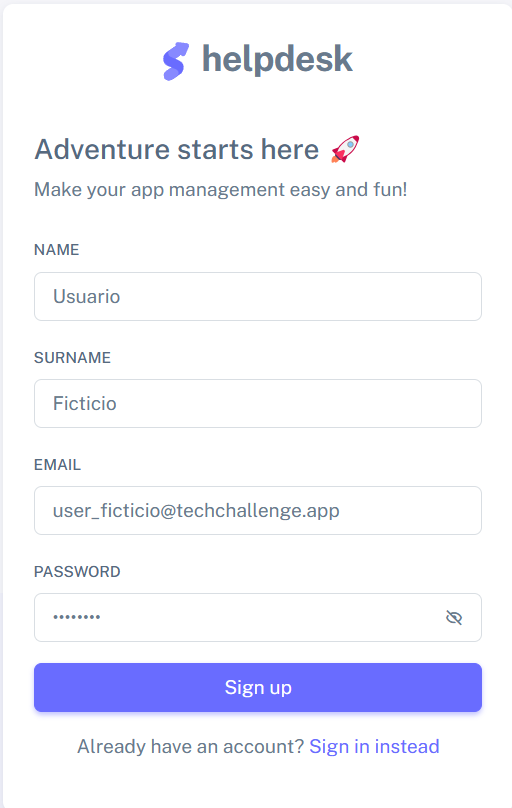 helpdesk
Adventure starts here 🚀
Make your app management easy and fun!
NAME
Usuario
SURNAME
Ficticio
EMAIL
user_ficticio@techchallenge.app
PASSWORD
••••••••
Sign up
Already have an account? Sign in instead